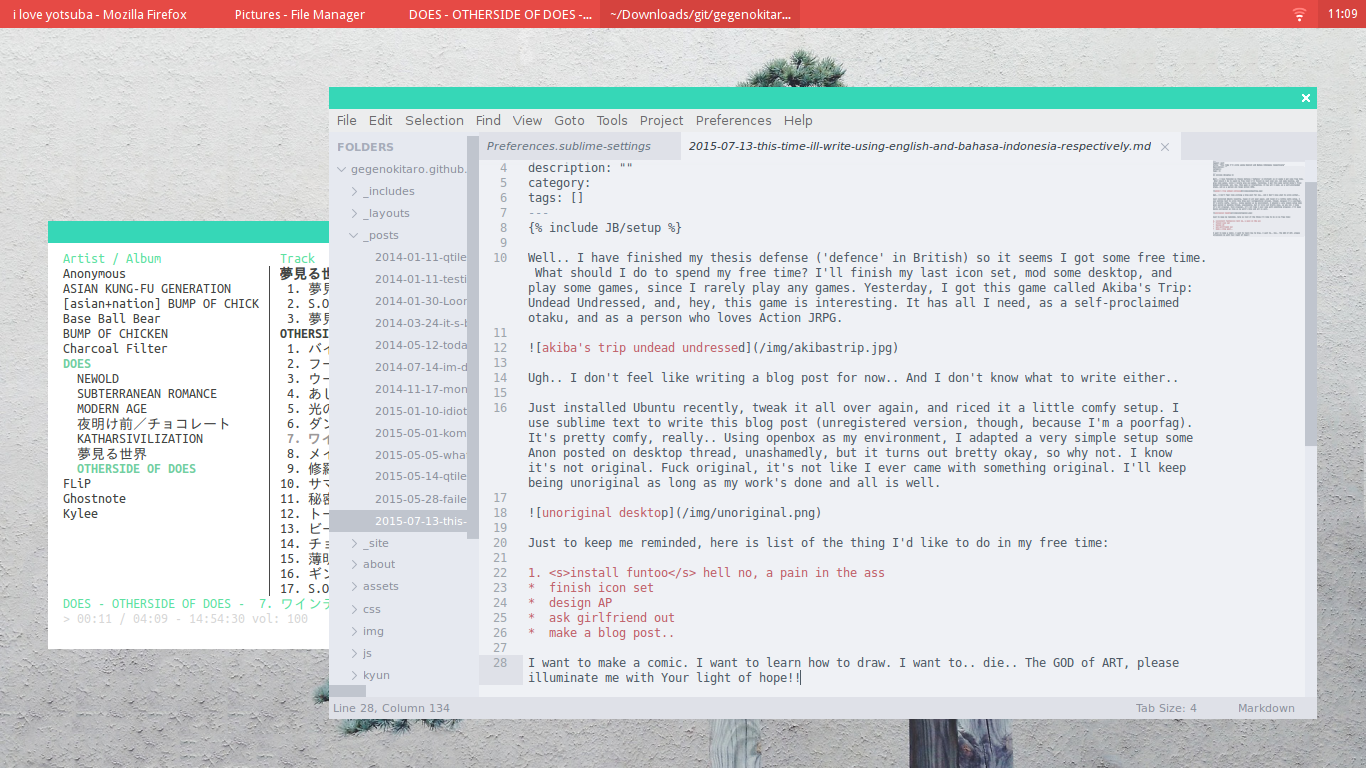 i love yotsuba - Mozilla Firefox
Pictures - File Manager
DOES - OTHERSIDE OF DOES -...
~/Downloads/git/gegenokitar...
11:09
File Edit Selection Find View Goto Tools Project Preferences Help
FOLDERS
gegenokitaro.github.
_includes
_layouts
_posts
2014-01-11-qtile
2014-01-11-testi
2014-01-30-Loor
2014-03-24-it-s-b
2014-05-12-toda
2014-07-14-im-d
2014-11-17-mon
2015-01-10-idiot
2015-05-01-kom
2015-05-05-wha
2015-05-14-qtile
2015-05-28-faile
2015-07-13-this-
_site
about
assets
css
img
js
kyun
Preferences.sublime-settings
2015-07-13-this-time-ill-write-using-english-and-bahasa-indonesia-respectively.md
4 description: ""
5 category:
6 tags: []
7 ---
8 {% include JB/setup %}
9
10 Well.. I have finished my thesis defense ('defence' in British) so it seems I got some free time.
What should I do to spend my free time? I'll finish my last icon set, mod some desktop, and
play some games, since I rarely play any games. Yesterday, I got this game called Akiba's Trip:
Undead Undressed, and, hey, this game is interesting. It has all I need, as a self-proclaimed
otaku, and as a person who loves Action JRPG.
11
12 ![akiba's trip undead undressed](/img/akibastrip.jpg)
13
14 Ugh.. I don't feel like writing a blog post for now.. And I don't know what to write either..
15
16 Just installed Ubuntu recently, tweak it all over again, and riced it a little comfy setup. I
use sublime text to write this blog post (unregistered version, though, because I'm a poorfag).
It's pretty comfy, really.. Using openbox as my environment, I adapted a very simple setup some
Anon posted on desktop thread, unashamedly, but it turns out bretty okay, so why not. I know
it's not original. Fuck original, it's not like I ever came with something original. I'll keep
being unoriginal as long as my work's done and all is well.
17
18 ![unoriginal desktop](/img/unoriginal.png)
19
20 Just to keep me reminded, here is list of the thing I'd like to do in my free time:
21
22 1. <s>install funtoo</s> hell no, a pain in the ass
23 *  finish icon set
24 *  design AP
25 *  ask girlfriend out
26 *  make a blog post..
27
28 I want to make a comic. I want to learn how to draw. I want to.. die.. The GOD of ART, please
illuminate me with Your light of hope!!
Line 28, Column 134
Tab Size: 4
Markdown
Artist / Album
Anonymous
ASIAN KUNG-FU GENERATION
[asian+nation] BUMP OF CHICK
Base Ball Bear
BUMP OF CHICKEN
Charcoal Filter
DOES
NEWOLD
SUBTERRANEAN ROMANCE
MODERN AGE
夜明け前／チョコレート
KATHARSIVILIZATION
夢見る世界
OTHERSIDE OF DOES
FLiP
Ghostnote
Kylee
Track
夢見る世
1. 夢見
2. S.O
3. 夢見
OTHERSI
1. バイ
2. フー
3. ウー
4. あし
5. 光の
6. ダン
7. ワイ
8. メイ
9. 修羅
10. サマ
11. 秘密
12. トー
13. ビー
14. チョ
15. 薄明
16. ギン
17. S.O
DOES - OTHERSIDE OF DOES -  7. ワインデ
> 00:11 / 04:09 - 14:54:30 vol: 100